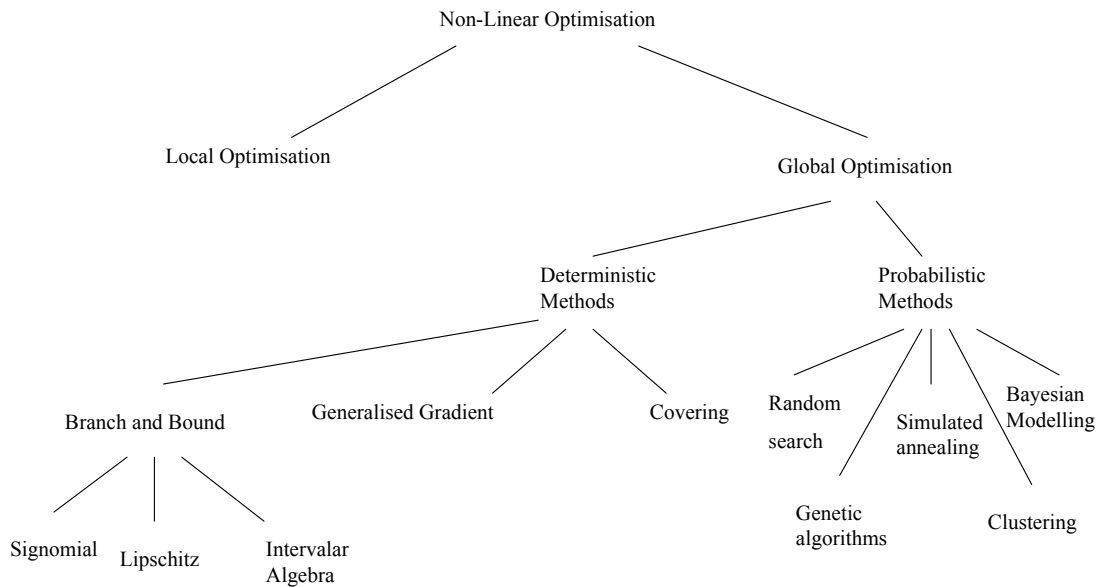 Non-Linear Optimisation
Local Optimisation
Global Optimisation
Deterministic
Methods
Probabilistic
Methods
Branch and Bound
Generalised Gradient
Covering
Random
search
Simulated
annealing
Bayesian
Modelling
Genetic
algorithms
Clustering
Signomial
Lipschitz
Intervalar
Algebra